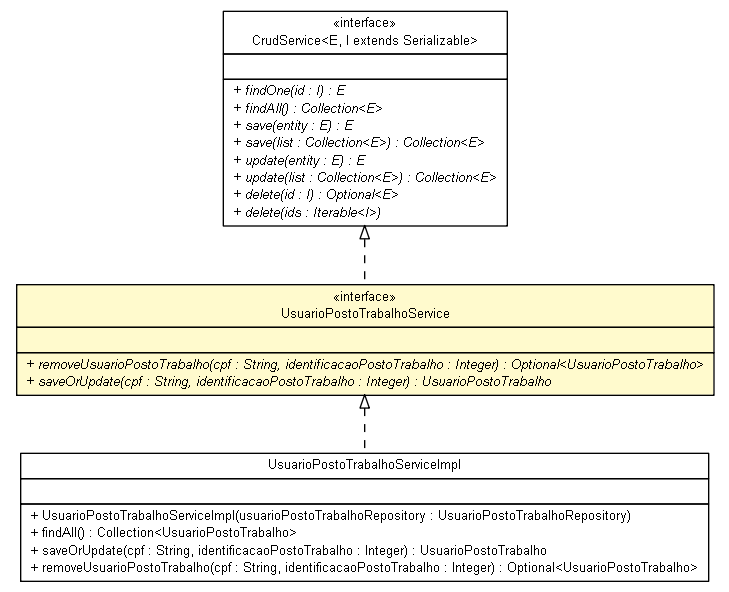 «interface»
CrudService<E, I extends Serializable>
+ findOne(id : I) : E
+ findAll() : Collection<E>
+ save(entity : E) : E
+ save(list : Collection<E>) : Collection<E>
+ update(entity : E) : E
+ update(list : Collection<E>) : Collection<E>
+ delete(id : I) : Optional<E>
+ delete(ids : Iterable<I>)
«interface»
UsuarioPostoTrabalhoService
+ removeUsuarioPostoTrabalho(cpf : String, identificacaoPostoTrabalho : Integer) : Optional<UsuarioPostoTrabalho>
+ saveOrUpdate(cpf : String, identificacaoPostoTrabalho : Integer) : UsuarioPostoTrabalho
UsuarioPostoTrabalhoServiceImpl
+ UsuarioPostoTrabalhoServiceImpl(usuarioPostoTrabalhoRepository : UsuarioPostoTrabalhoRepository)
+ findAll() : Collection<UsuarioPostoTrabalho>
+ saveOrUpdate(cpf : String, identificacaoPostoTrabalho : Integer) : UsuarioPostoTrabalho
+ removeUsuarioPostoTrabalho(cpf : String, identificacaoPostoTrabalho : Integer) : Optional<UsuarioPostoTrabalho>